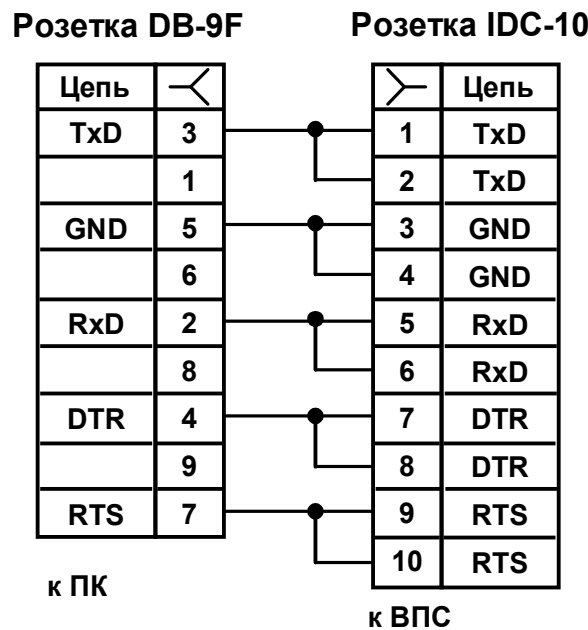 Розетка DB-9F
Розетка IDC-10
Цепь
TxD 3
1
GND 5
6
RxD 2
8
DTR 4
9
RTS 7
к ПК
Цепь
1 TxD
2 TxD
3 GND
4 GND
5 RxD
6 RxD
7 DTR
8 DTR
9 RTS
10 RTS
к ВПС